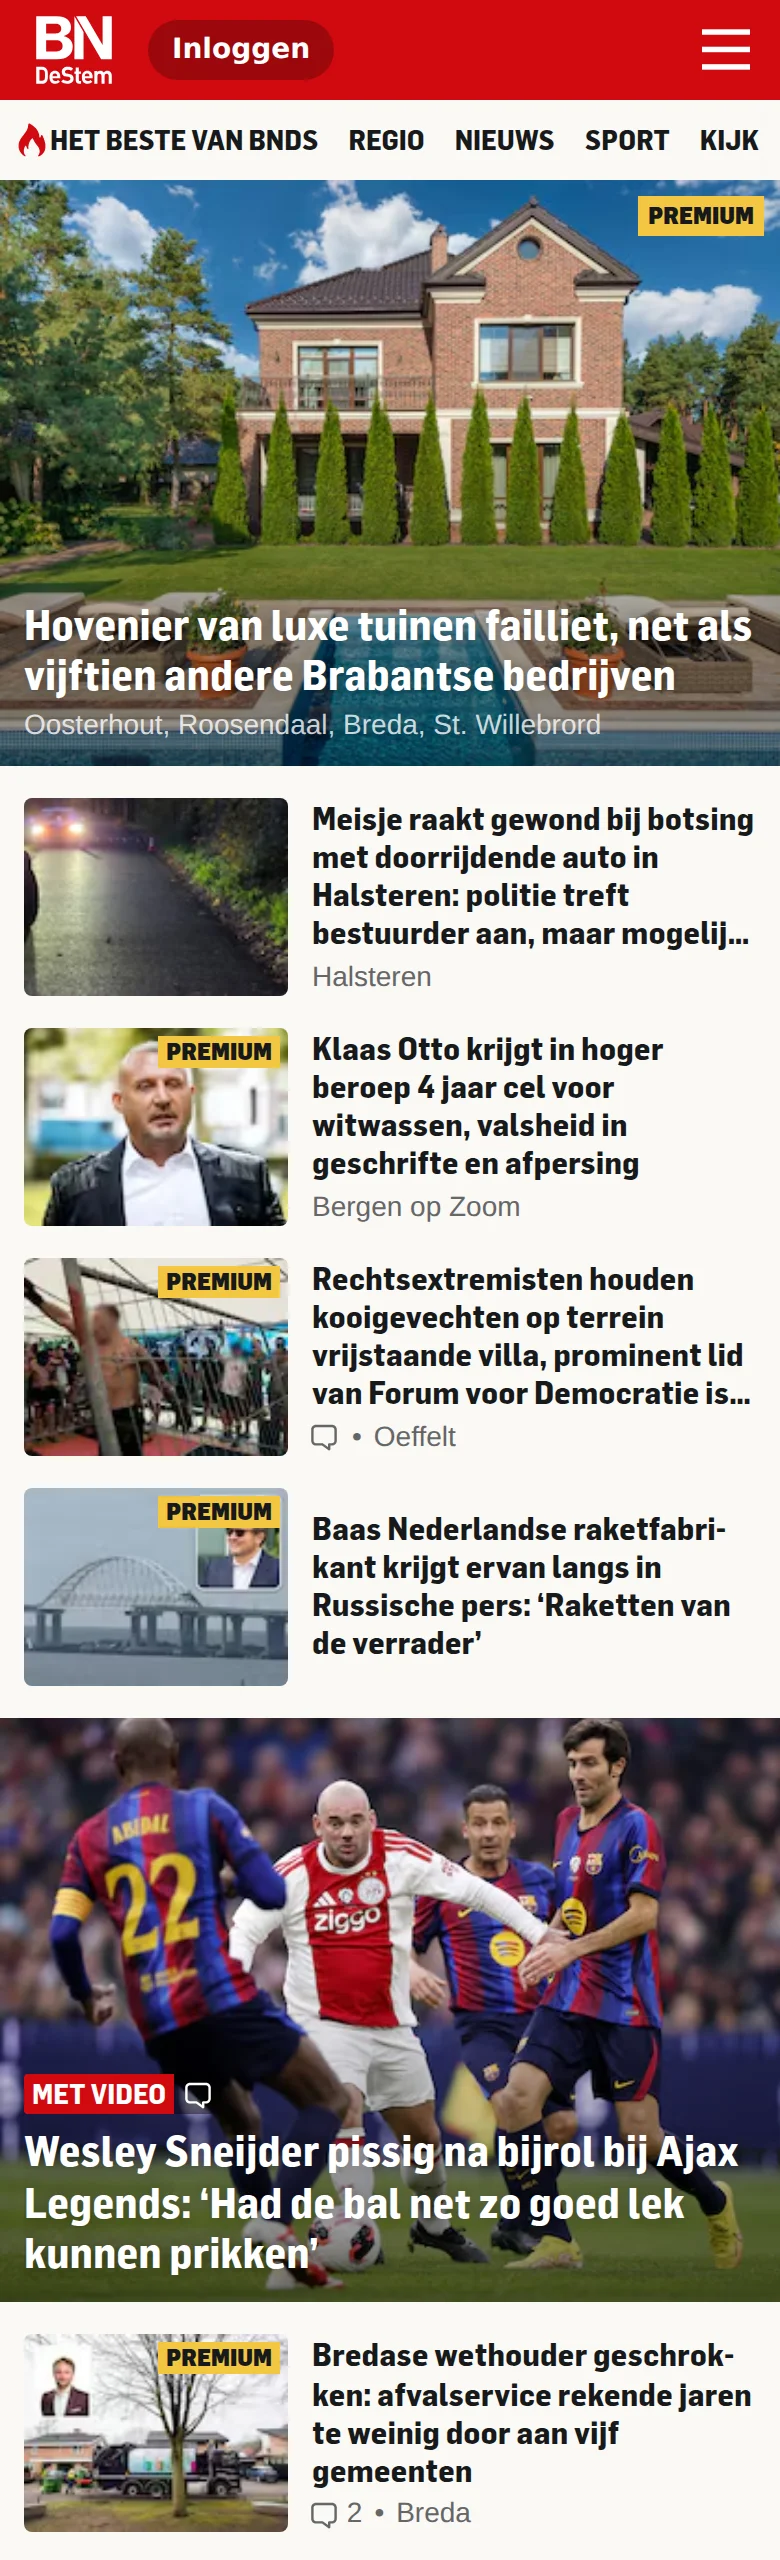 BN
DeStem
Inloggen
HET BESTE VAN BNDS REGIO NIEUWS SPORT KIJK
PREMIUM
Hovenier van luxe tuinen failliet, net als
vijftien andere Brabantse bedrijven
Oosterhout, Roosendaal, Breda, St. Willebrord
Meisje raakt gewond bij botsing
met doorrijdende auto in
Halsteren: politie treft
bestuurder aan, maar mogelij...
Halsteren
PREMIUM
Klaas Otto krijgt in hoger
beroep 4 jaar cel voor
witwassen, valsheid in
geschrifte en afpersing
Bergen op Zoom
PREMIUM
Rechtsextremisten houden
kooigevechten op terrein
vrijstaande villa, prominent lid
van Forum voor Democratie is...
• Oeffelt
PREMIUM
Baas Nederlandse raketfabri-
kant krijgt ervan langs in
Russische pers: ‘Raketten van
de verrader’
ABIDAL
22
ziggo
MET VIDEO
Wesley Sneijder pissig na bijrol bij Ajax
Legends: ‘Had de bal net zo goed lek
kunnen prikken’
PREMIUM
Bredase wethouder geschrok-
ken: afvalservice rekende jaren
te weinig door aan vijf
gemeenten
2 • Breda